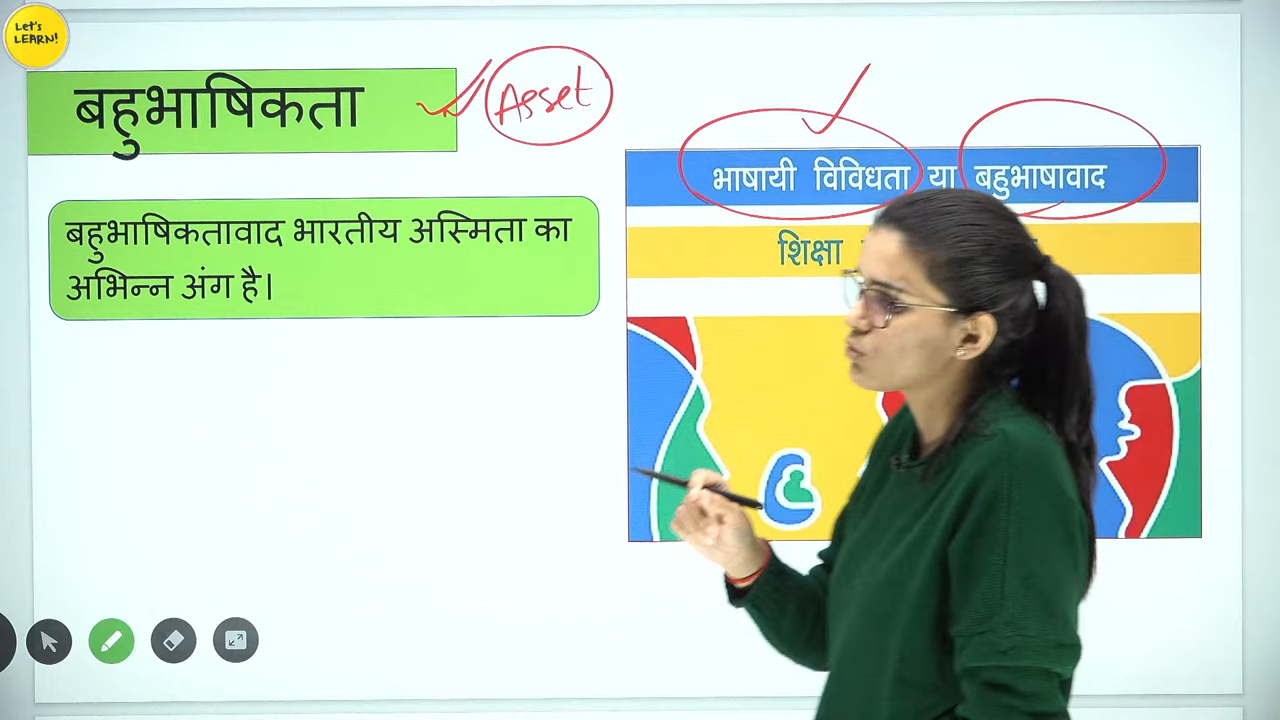 Let's
LEARN!
बहुभाषिकता
Asset
भाषायी विविधता या बहुभाषावाद
शिक्षा
बहुभाषिकतावाद भारतीय अस्मिता का
अभिन्न अंग है।